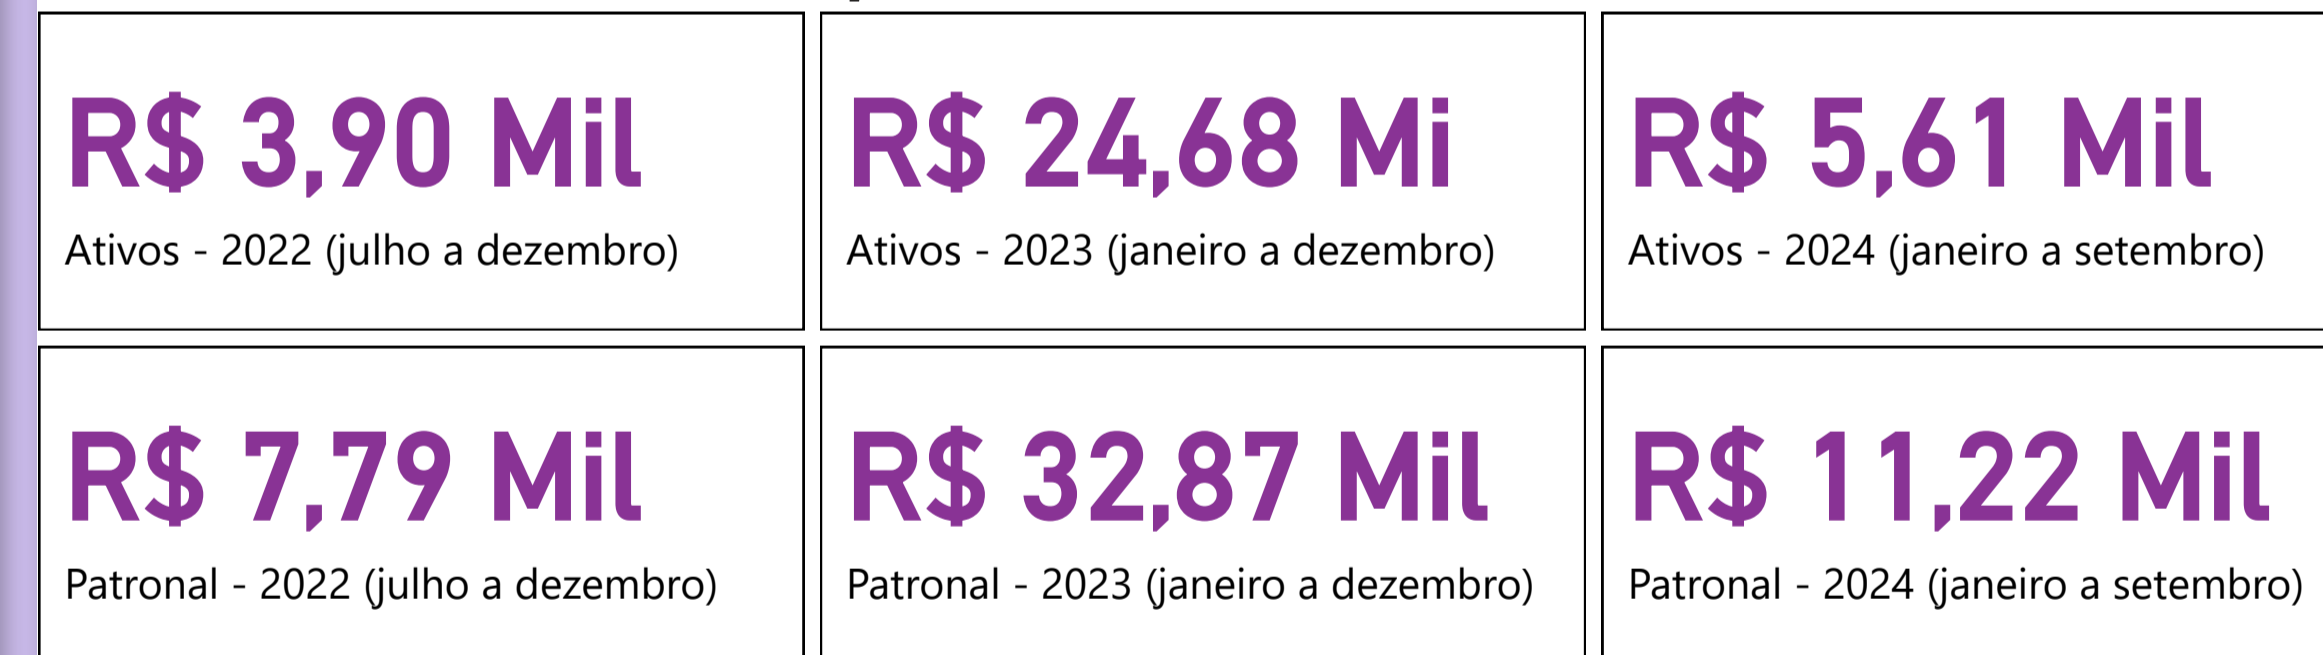 R$ 3,90 Mil
Ativos - 2022 (julho a dezembro)
R$ 24,68 Mi
Ativos - 2023 (janeiro a dezembro)
R$ 5,61 Mil
Ativos - 2024 (janeiro a setembro)
R$ 7,79 Mil
Patronal - 2022 (julho a dezembro)
R$ 32,87 Mil
Patronal - 2023 (janeiro a dezembro)
R$ 11,22 Mil
Patronal - 2024 (janeiro a setembro)